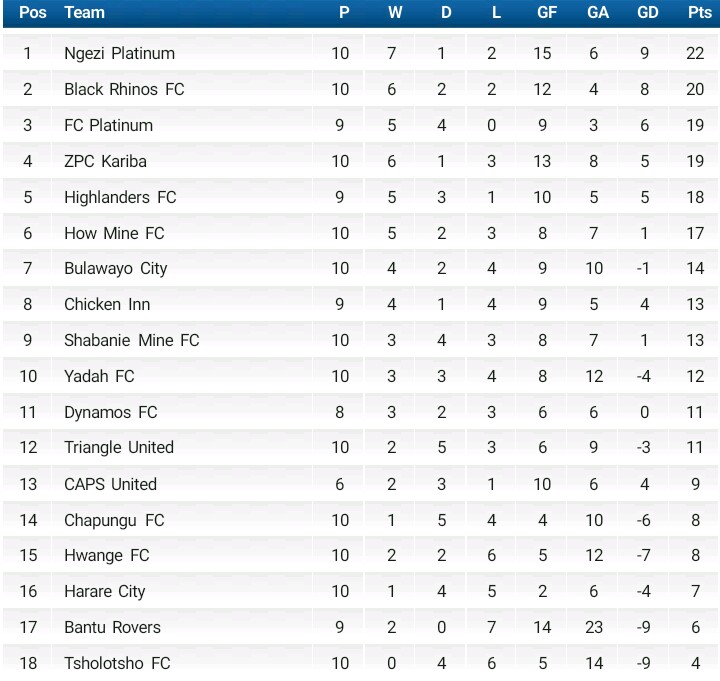 Pos Team P W D L GF GA GD Pts
1 Ngezi Platinum 10 7 1 2 15 6 9 22
2 Black Rhinos FC 10 6 2 2 12 4 8 20
3 FC Platinum 9 5 4 0 9 3 6 19
4 ZPC Kariba 10 6 1 3 13 8 5 19
5 Highlanders FC 9 5 3 1 10 5 5 18
6 How Mine FC 10 5 2 3 8 7 1 17
7 Bulawayo City 10 4 2 4 9 10 -1 14
8 Chicken Inn 9 4 1 4 9 5 4 13
9 Shabanie Mine FC 10 3 4 3 8 7 1 13
10 Yadah FC 10 3 3 4 8 12 -4 12
11 Dynamos FC 8 3 2 3 6 6 0 11
12 Triangle United 10 2 5 3 6 9 -3 11
13 CAPS United 6 2 3 1 10 6 4 9
14 Chapungu FC 10 1 5 4 4 10 -6 8
15 Hwange FC 10 2 2 6 5 12 -7 8
16 Harare City 10 1 4 5 2 6 -4 7
17 Bantu Rovers 9 2 0 7 14 23 -9 6
18 Tsholotsho FC 10 0 4 6 5 14 -9 4